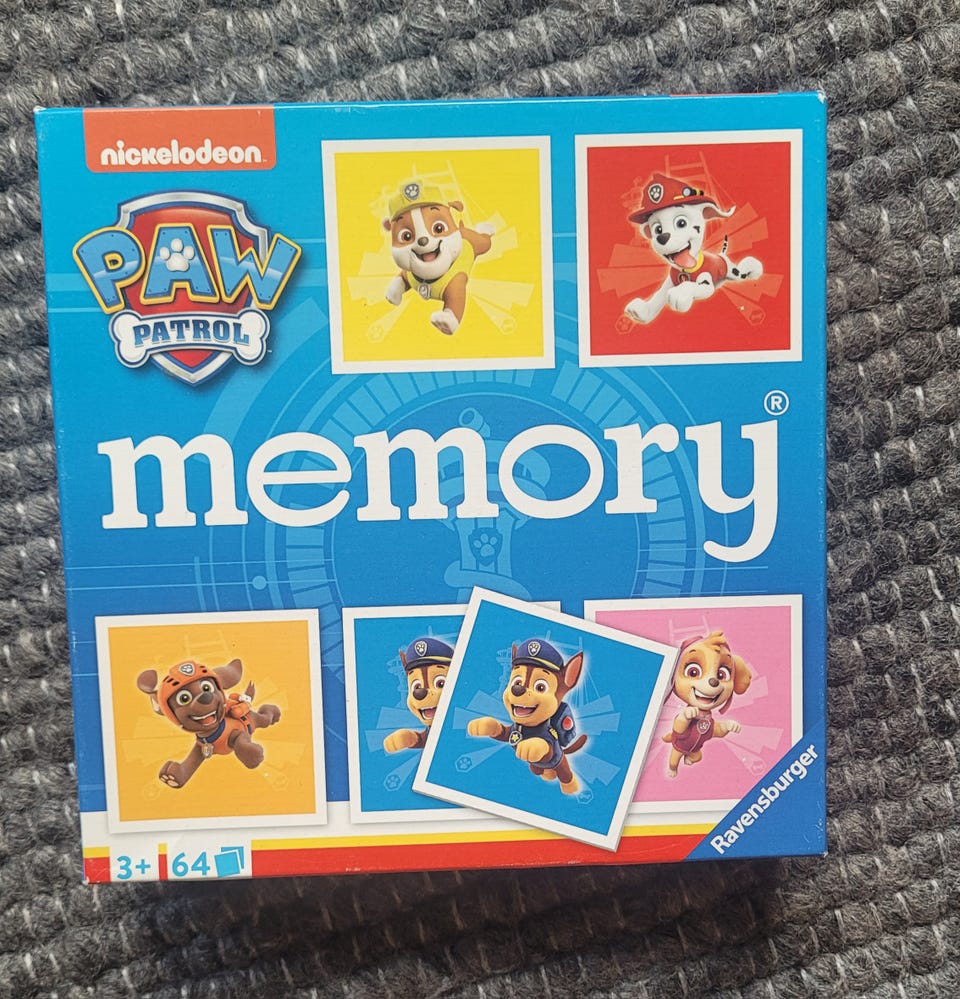 nickelodeon
PAW
PATROL
memory®
Ravensburger
3+ 64